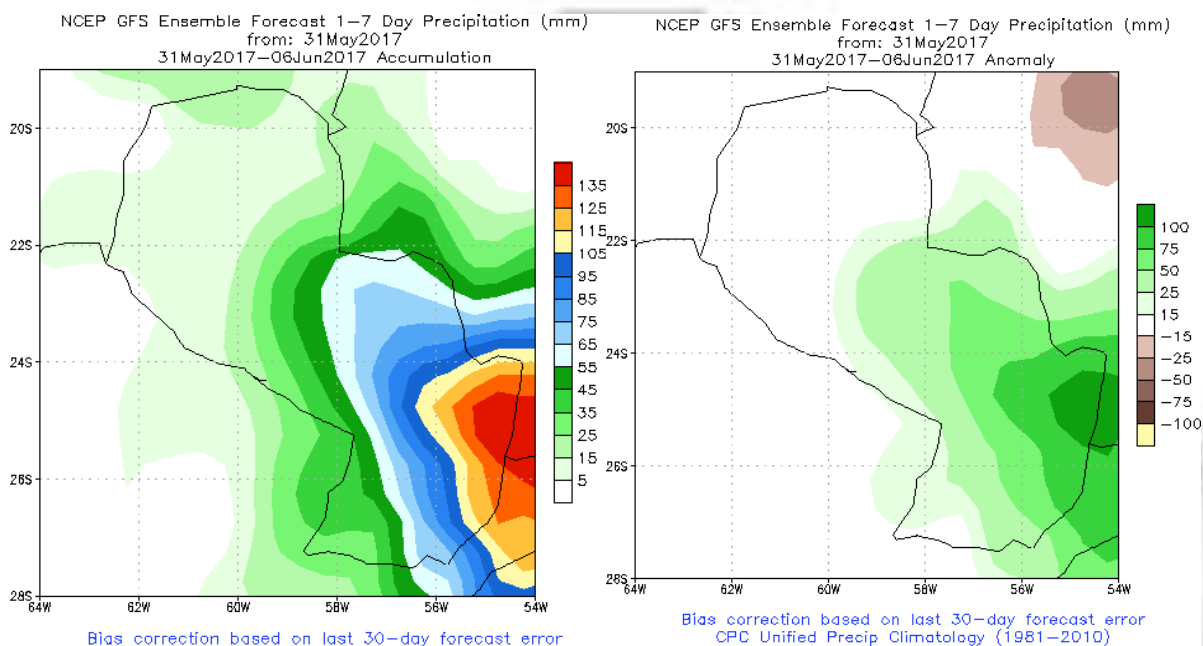 NCEP GFS Ensemble Forecast 1-7 Day Precipitation (mm)
from: 31May2017
31May2017-06Jun2017 Accumulation
20S
22S
24S
26S
28S
64W
62W
60W
58W
56W
54W
135
125
115
105
95
85
75
65
55
45
35
25
15
5
Bias correction based on last 30-day forecast error
NCEP GFS Ensemble Forecast 1-7 Day Precipitation (mm)
from: 31May2017
31May2017-06Jun2017 Anomaly
20S
22S
24S
26S
28S
64W
62W
60W
58W
56W
54W
100
75
50
25
15
-15
-25
-50
-75
-100
Bias correction based on last 30-day forecast error
CPC Unified Precip Climatology (1981-2010)